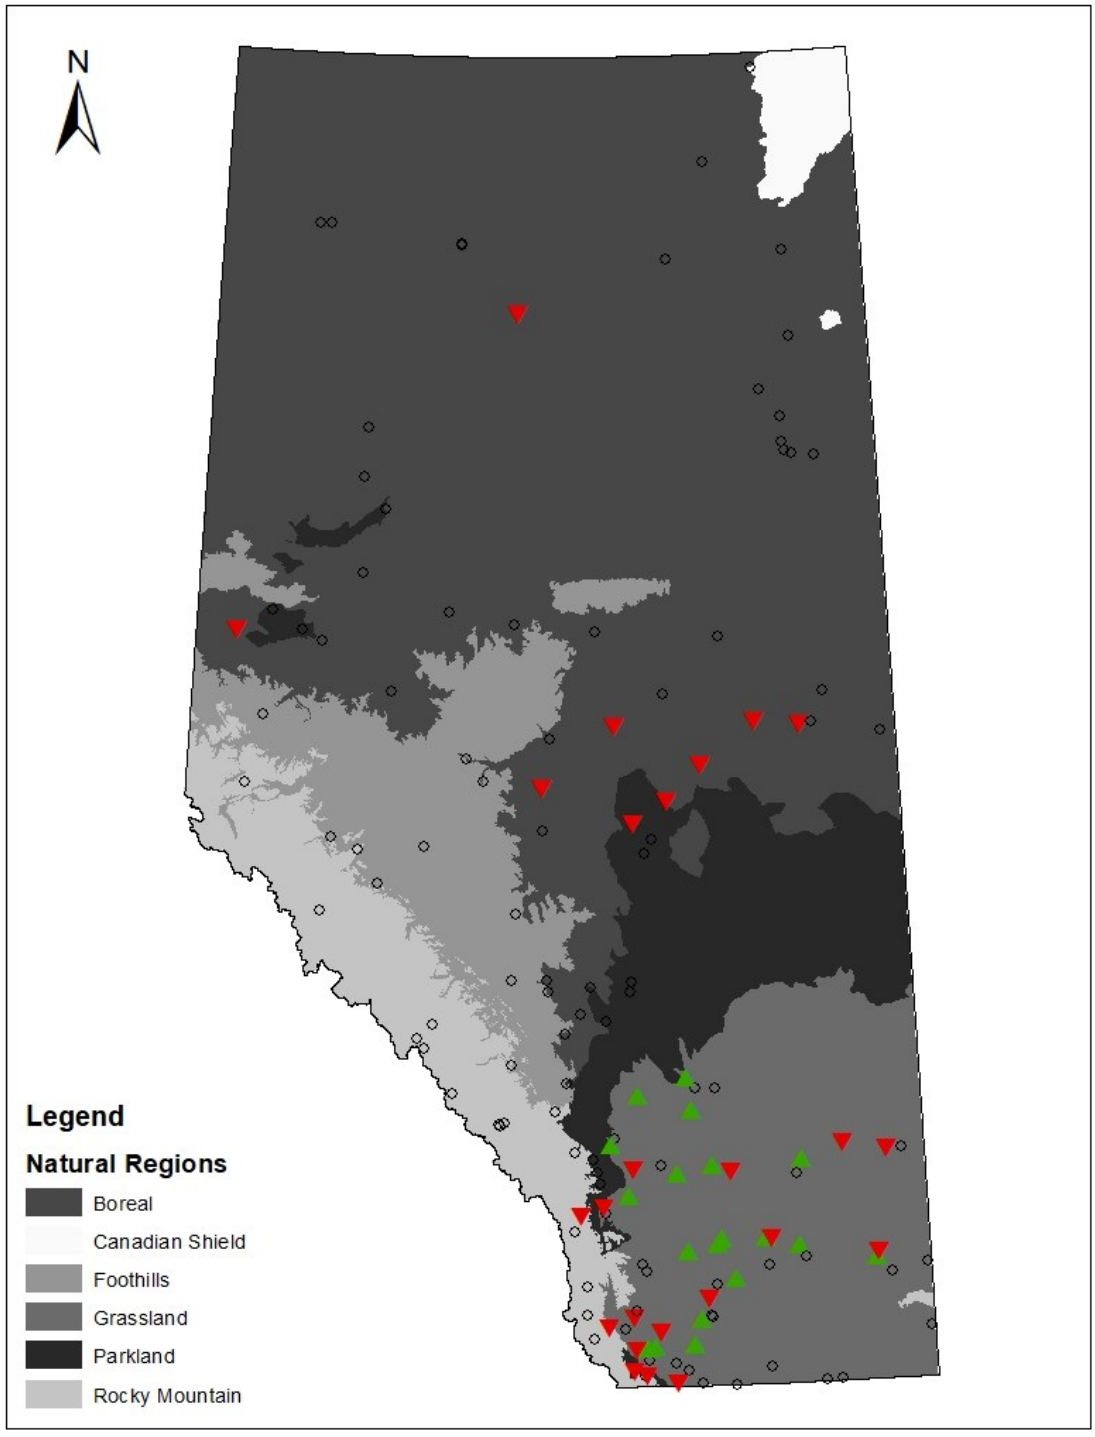 N
Legend
Natural Regions
Boreal
Canadian Shield
Foothills
Grassland
Parkland
Rocky Mountain